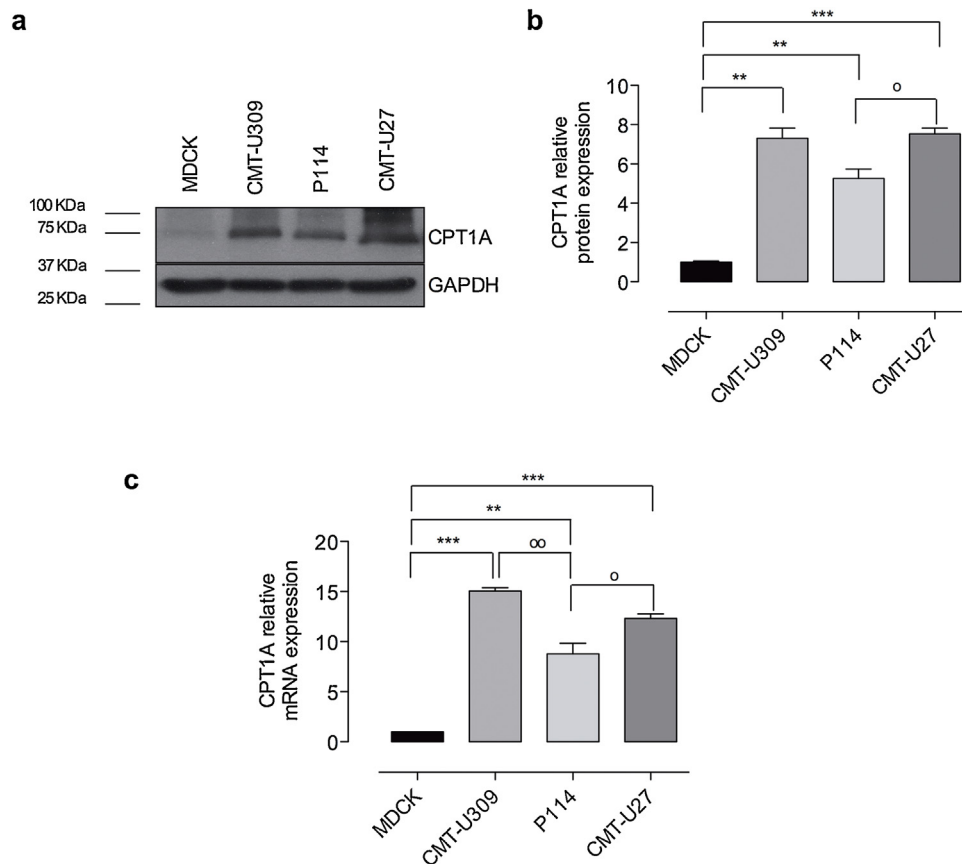 a
MDCK
CMT-U309
P114
CMT-U27
100 KDa
75 KDa
37 KDa
25 KDa
CPT1A
GAPDH
b
***
**
**
o
CPT1A relative
protein expression
10
8
6
4
2
0
MDCK
CMT-U309
P114
CMT-U27
c
***
**
***
oo
o
CPT1A relative
mRNA expression
20
15
10
5
0
MDCK
CMT-U309
P114
CMT-U27